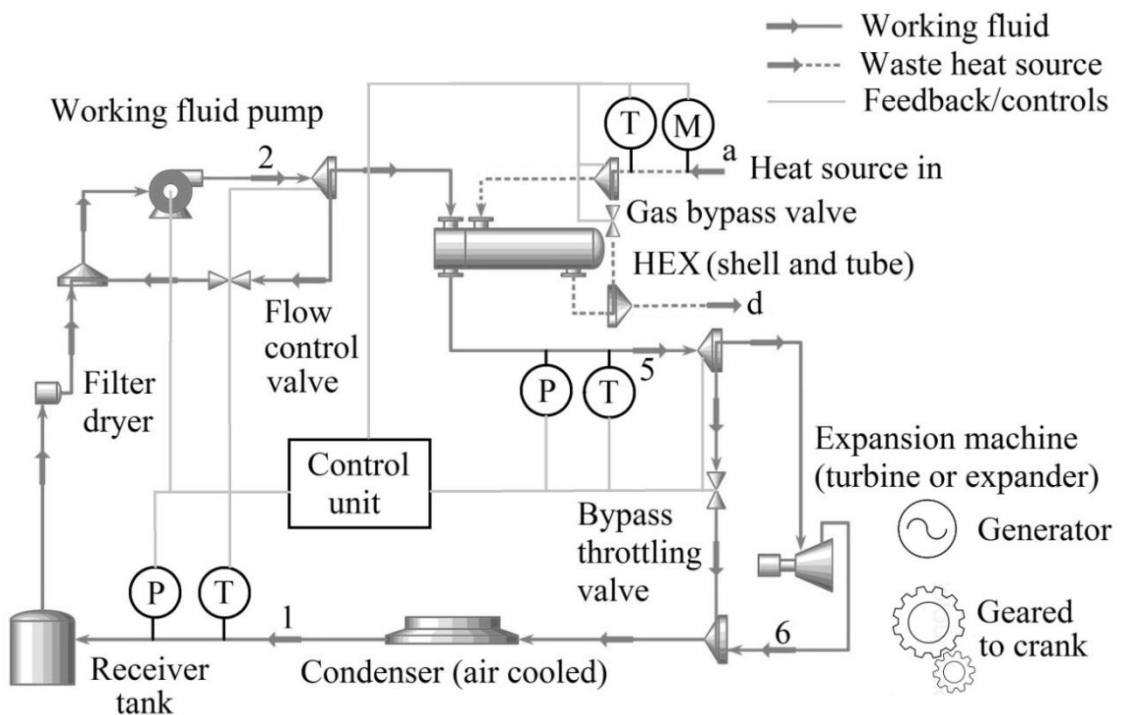 Working fluid
Waste heat source
Feedback/controls
Working fluid pump
T
M
a
Heat source in
2
Gas bypass valve
HEX (shell and tube)
d
Flow
control
valve
5
P
T
Filter
dryer
Control
unit
Expansion machine
(turbine or expander)
Generator
Bypass
throttling
valve
P
T
1
6
Geared
to crank
Receiver
tank
Condenser (air cooled)